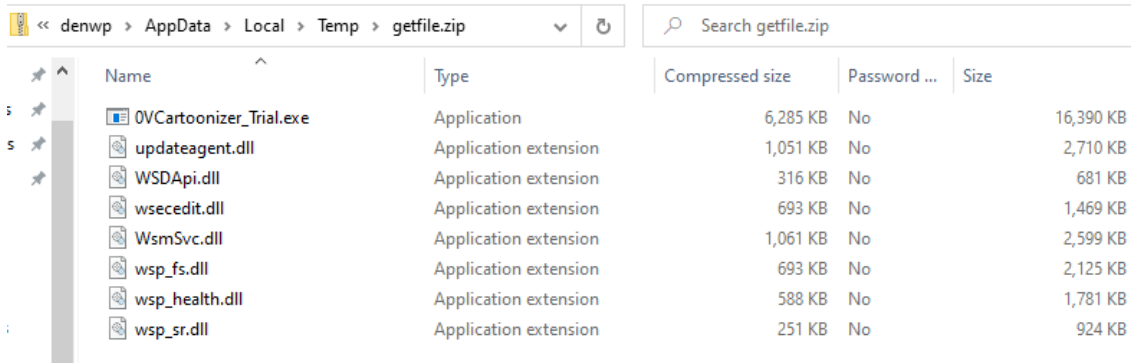 « denwp > AppData > Local > Temp > getfile.zip Search getfile.zip
Name Type Compressed size Password ... Size
0VCartoonizer_Trial.exe Application 6,285 KB No 16,390 KB
updateagent.dll Application extension 1,051 KB No 2,710 KB
WSDApi.dll Application extension 316 KB No 681 KB
wsecedit.dll Application extension 693 KB No 1,469 KB
WsmSvc.dll Application extension 1,061 KB No 2,599 KB
wsp_fs.dll Application extension 693 KB No 2,125 KB
wsp_health.dll Application extension 588 KB No 1,781 KB
wsp_sr.dll Application extension 251 KB No 924 KB